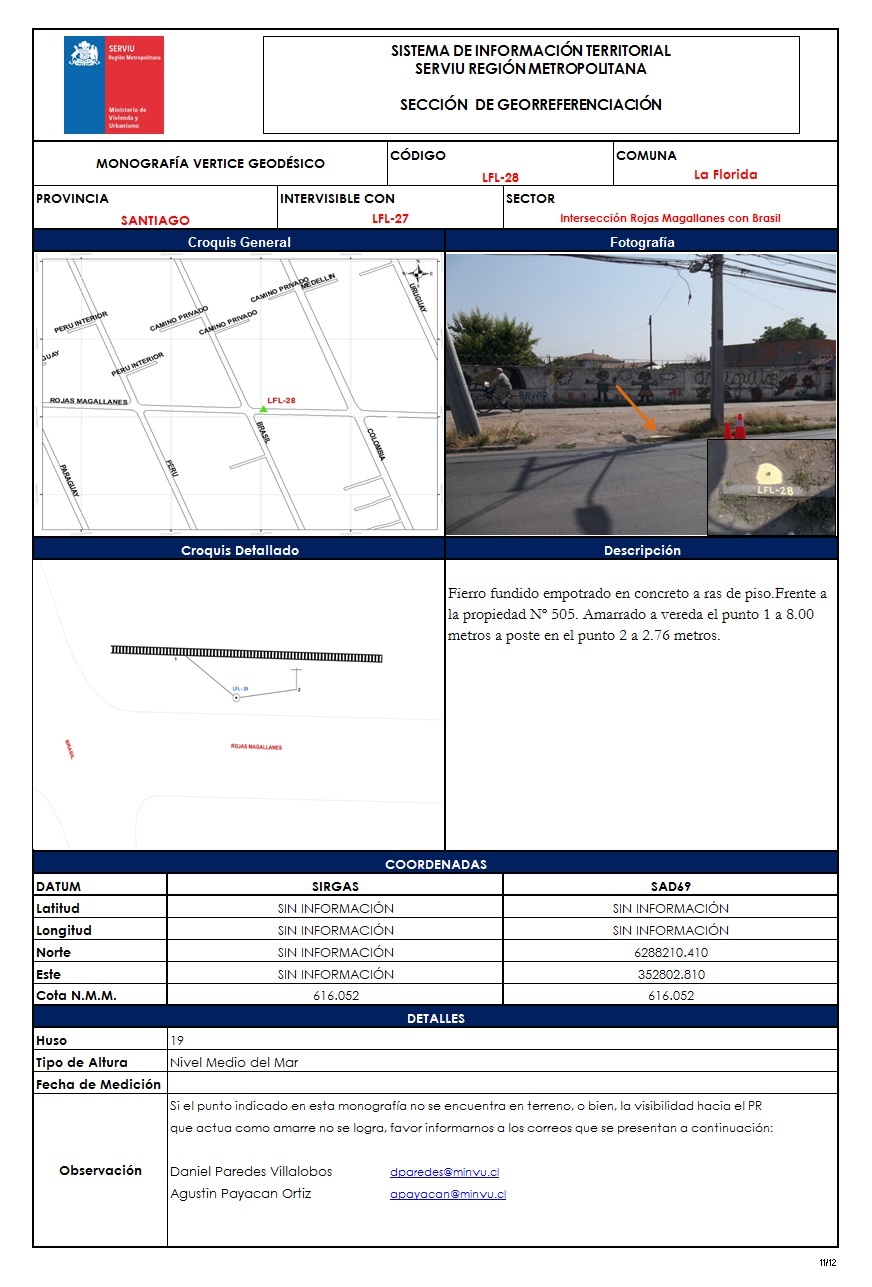 SERVIU
Región Metropolitana
Ministerio de
Vivienda y
Urbanismo
SISTEMA DE INFORMACIÓN TERRITORIAL
SERVIU REGIÓN METROPOLITANA
SECCIÓN DE GEORREFERENCIACIÓN
MONOGRAFÍA VERTICE GEODÉSICO
CÓDIGO
LFL-28
COMUNA
La Florida
PROVINCIA
SANTIAGO
INTERVISIBLE CON
LFL-27
SECTOR
Intersección Rojas Magallanes con Brasil
Croquis General
Fotografía
PERU INTERIOR
CAMINO PRIVADO
CAMINO PRIVADO
CAMINO PRIVADO
MEDELLIN
URUGUAY
GUAY
PERU INTERIOR
ROJAS MAGALLANES
LFL-28
BRASIL
COLOMBIA
PERU
PARAGUAY
LFL-28
Croquis Detallado
Descripción
1
LFL - 28
2
BRASIL
ROJAS MAGALLANES
Fierro fundido empotrado en concreto a ras de piso.Frente a
la propiedad Nº 505. Amarrado a vereda el punto 1 a 8.00
metros a poste en el punto 2 a 2.76 metros.
COORDENADAS
DATUM SIRGAS SAD69
Latitud SIN INFORMACIÓN SIN INFORMACIÓN
Longitud SIN INFORMACIÓN SIN INFORMACIÓN
Norte SIN INFORMACIÓN 6288210.410
Este SIN INFORMACIÓN 352802.810
Cota N.M.M. 616.052 616.052
DETALLES
Huso 19
Tipo de Altura Nivel Medio del Mar
Fecha de Medición
Observación
Si el punto indicado en esta monografía no se encuentra en terreno, o bien, la visibilidad hacia el PR
que actua como amarre no se logra, favor informarnos a los correos que se presentan a continuación:
Daniel Paredes Villalobos dparedes@minvu.cl
Agustin Payacan Ortiz apayacan@minvu.cl
11/12